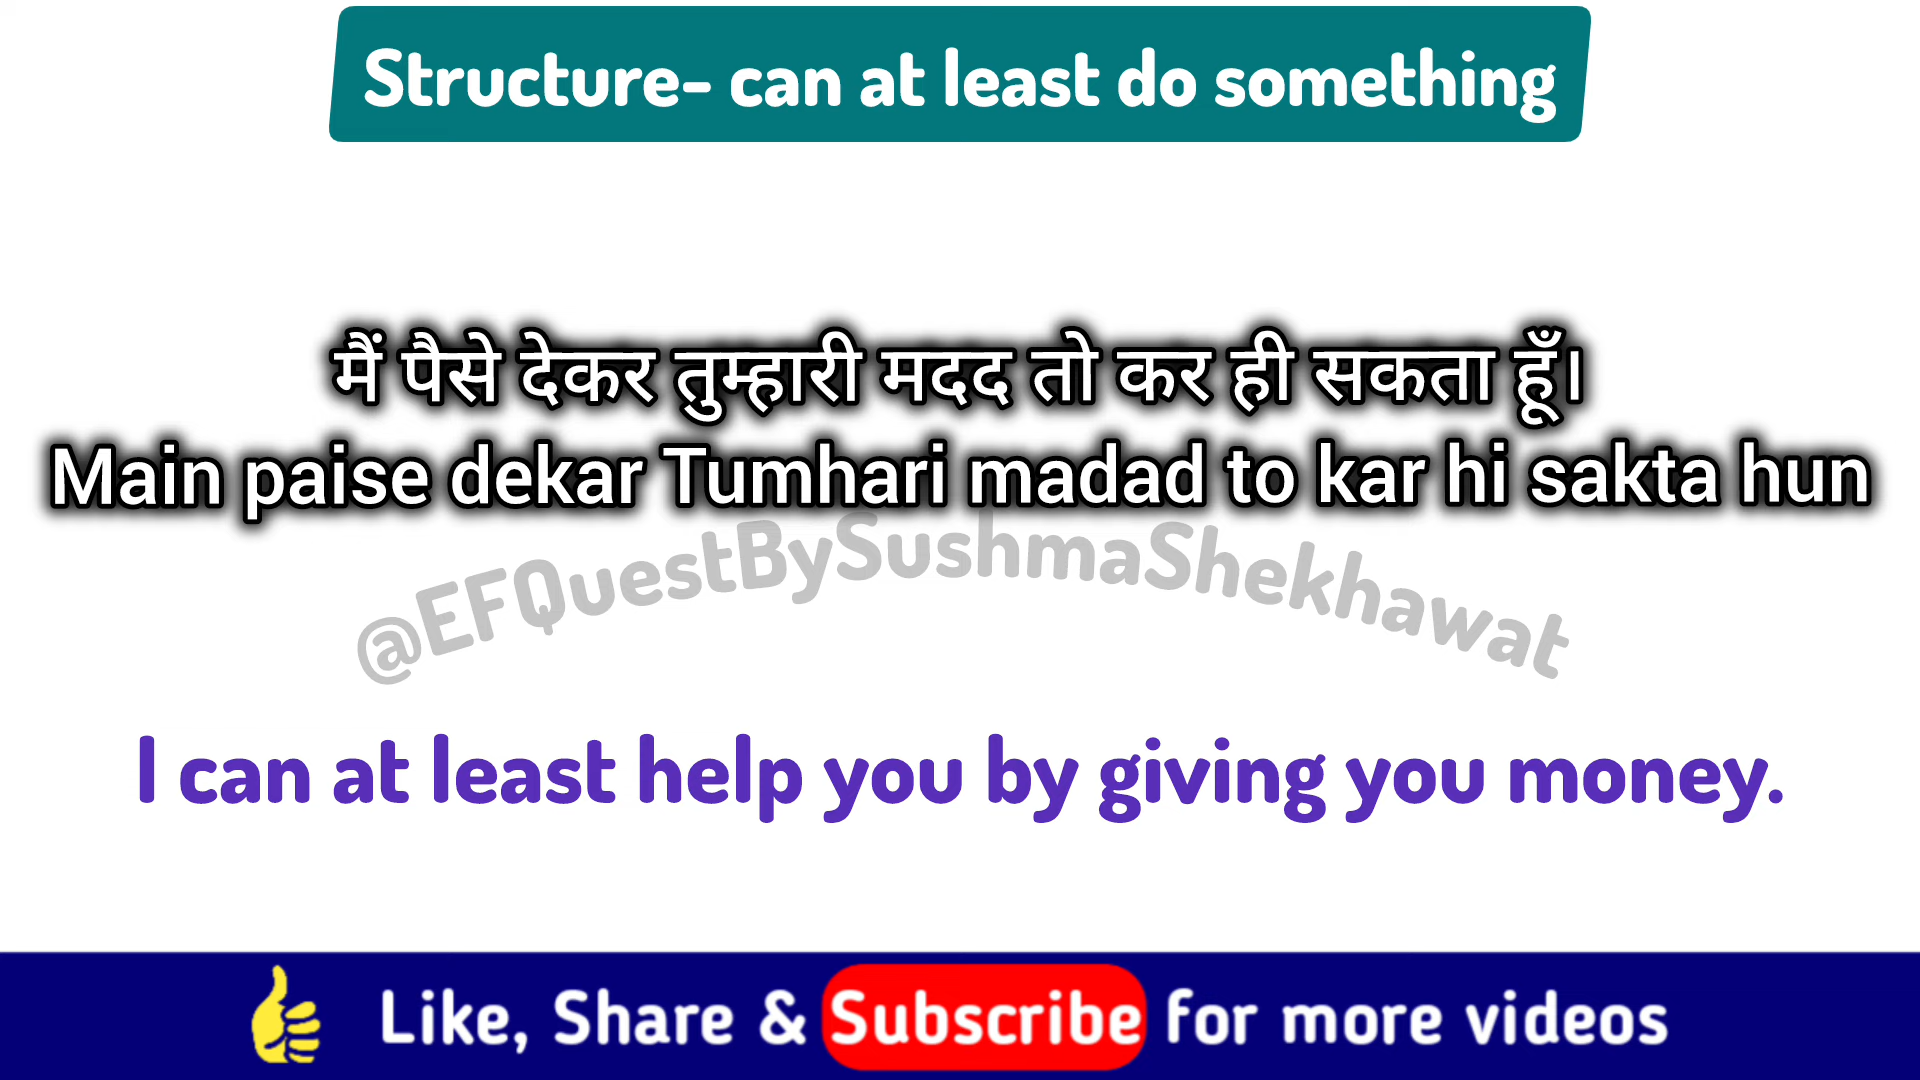 Structure- can at least do something
मैं पैसे देकर तुम्हारी मदद तो कर ही सकता हूँ।
Main paise dekar Tumhari madad to kar hi sakta hun
@EFQuestBySushmaShekhawat
I can at least help you by giving you money.
Like, Share & Subscribe for more videos